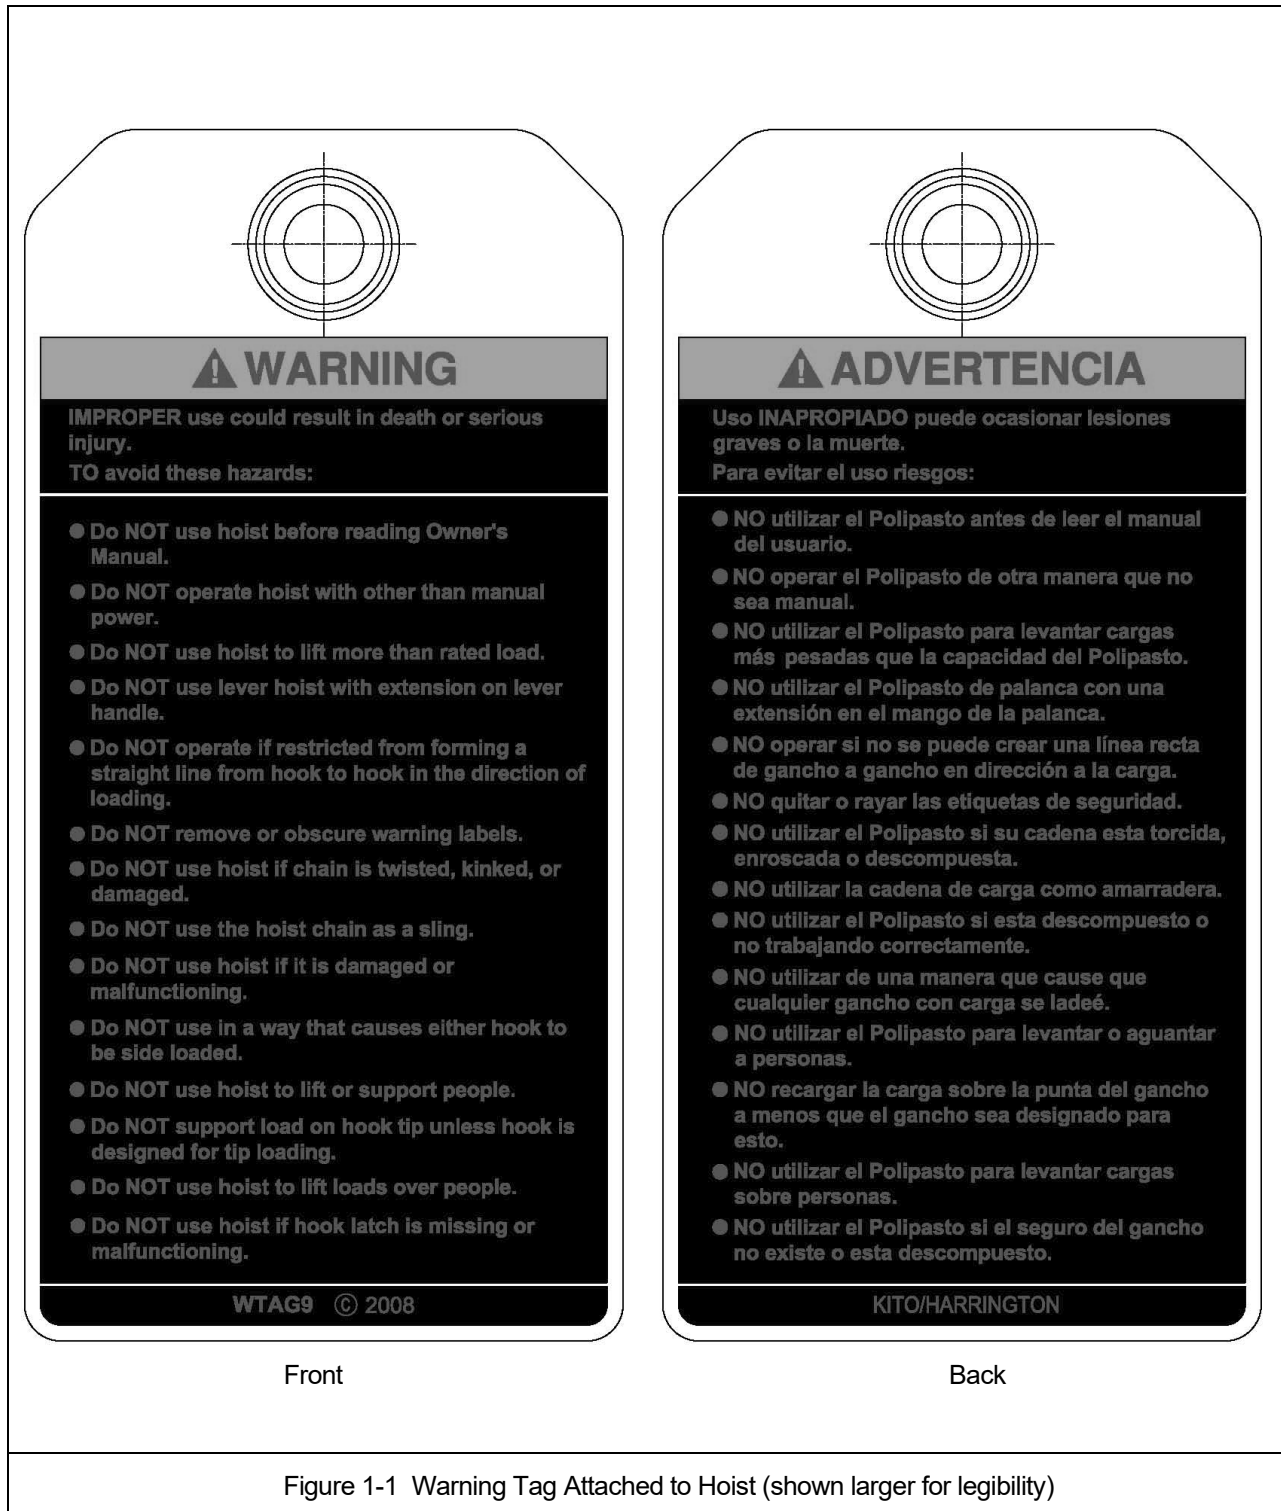 WARNING
IMPROPER use could result in death or serious
injury.
TO avoid these hazards:
● Do NOT use hoist before reading Owner's
Manual.
● Do NOT operate hoist with other than manual
power.
● Do NOT use hoist to lift more than rated load.
● Do NOT use lever hoist with extension on lever
handle.
● Do NOT operate if restricted from forming a
straight line from hook to hook in the direction of
loading.
● Do NOT remove or obscure warning labels.
● Do NOT use hoist if chain is twisted, kinked, or
damaged.
● Do NOT use the hoist chain as a sling.
● Do NOT use hoist if it is damaged or
malfunctioning.
● Do NOT use in a way that causes either hook to
be side loaded.
● Do NOT use hoist to lift or support people.
● Do NOT support load on hook tip unless hook is
designed for tip loading.
● Do NOT use hoist to lift loads over people.
● Do NOT use hoist if hook latch is missing or
malfunctioning.
WTAG9 © 2008
Front
ADVERTENCIA
Uso INAPROPIADO puede ocasionar lesiones
graves o la muerte.
Para evitar el uso riesgos:
● NO utilizar el Polipasto antes de leer el manual
del usuario.
● NO operar el Polipasto de otra manera que no
sea manual.
● NO utilizar el Polipasto para levantar cargas
más pesadas que la capacidad del Polipasto.
● NO utilizar el Polipasto de palanca con una
extensión en el mango de la palanca.
● NO operar si no se puede crear una línea recta
de gancho a gancho en dirección a la carga.
● NO quitar o rayar las etiquetas de seguridad.
● NO utilizar el Polipasto si su cadena esta torcida,
enroscada o descompuesta.
● NO utilizar la cadena de carga como amarradera.
● NO utilizar el Polipasto si esta descompuesto o
no trabajando correctamente.
● NO utilizar de una manera que cause que
cualquier gancho con carga se ladeé.
● NO utilizar el Polipasto para levantar o aguantar
a personas.
● NO recargar la carga sobre la punta del gancho
a menos que el gancho sea designado para
esto.
● NO utilizar el Polipasto para levantar cargas
sobre personas.
● NO utilizar el Polipasto si el seguro del gancho
no existe o esta descompuesto.
KITO/HARRINGTON
Back
Figure 1-1 Warning Tag Attached to Hoist (shown larger for legibility)